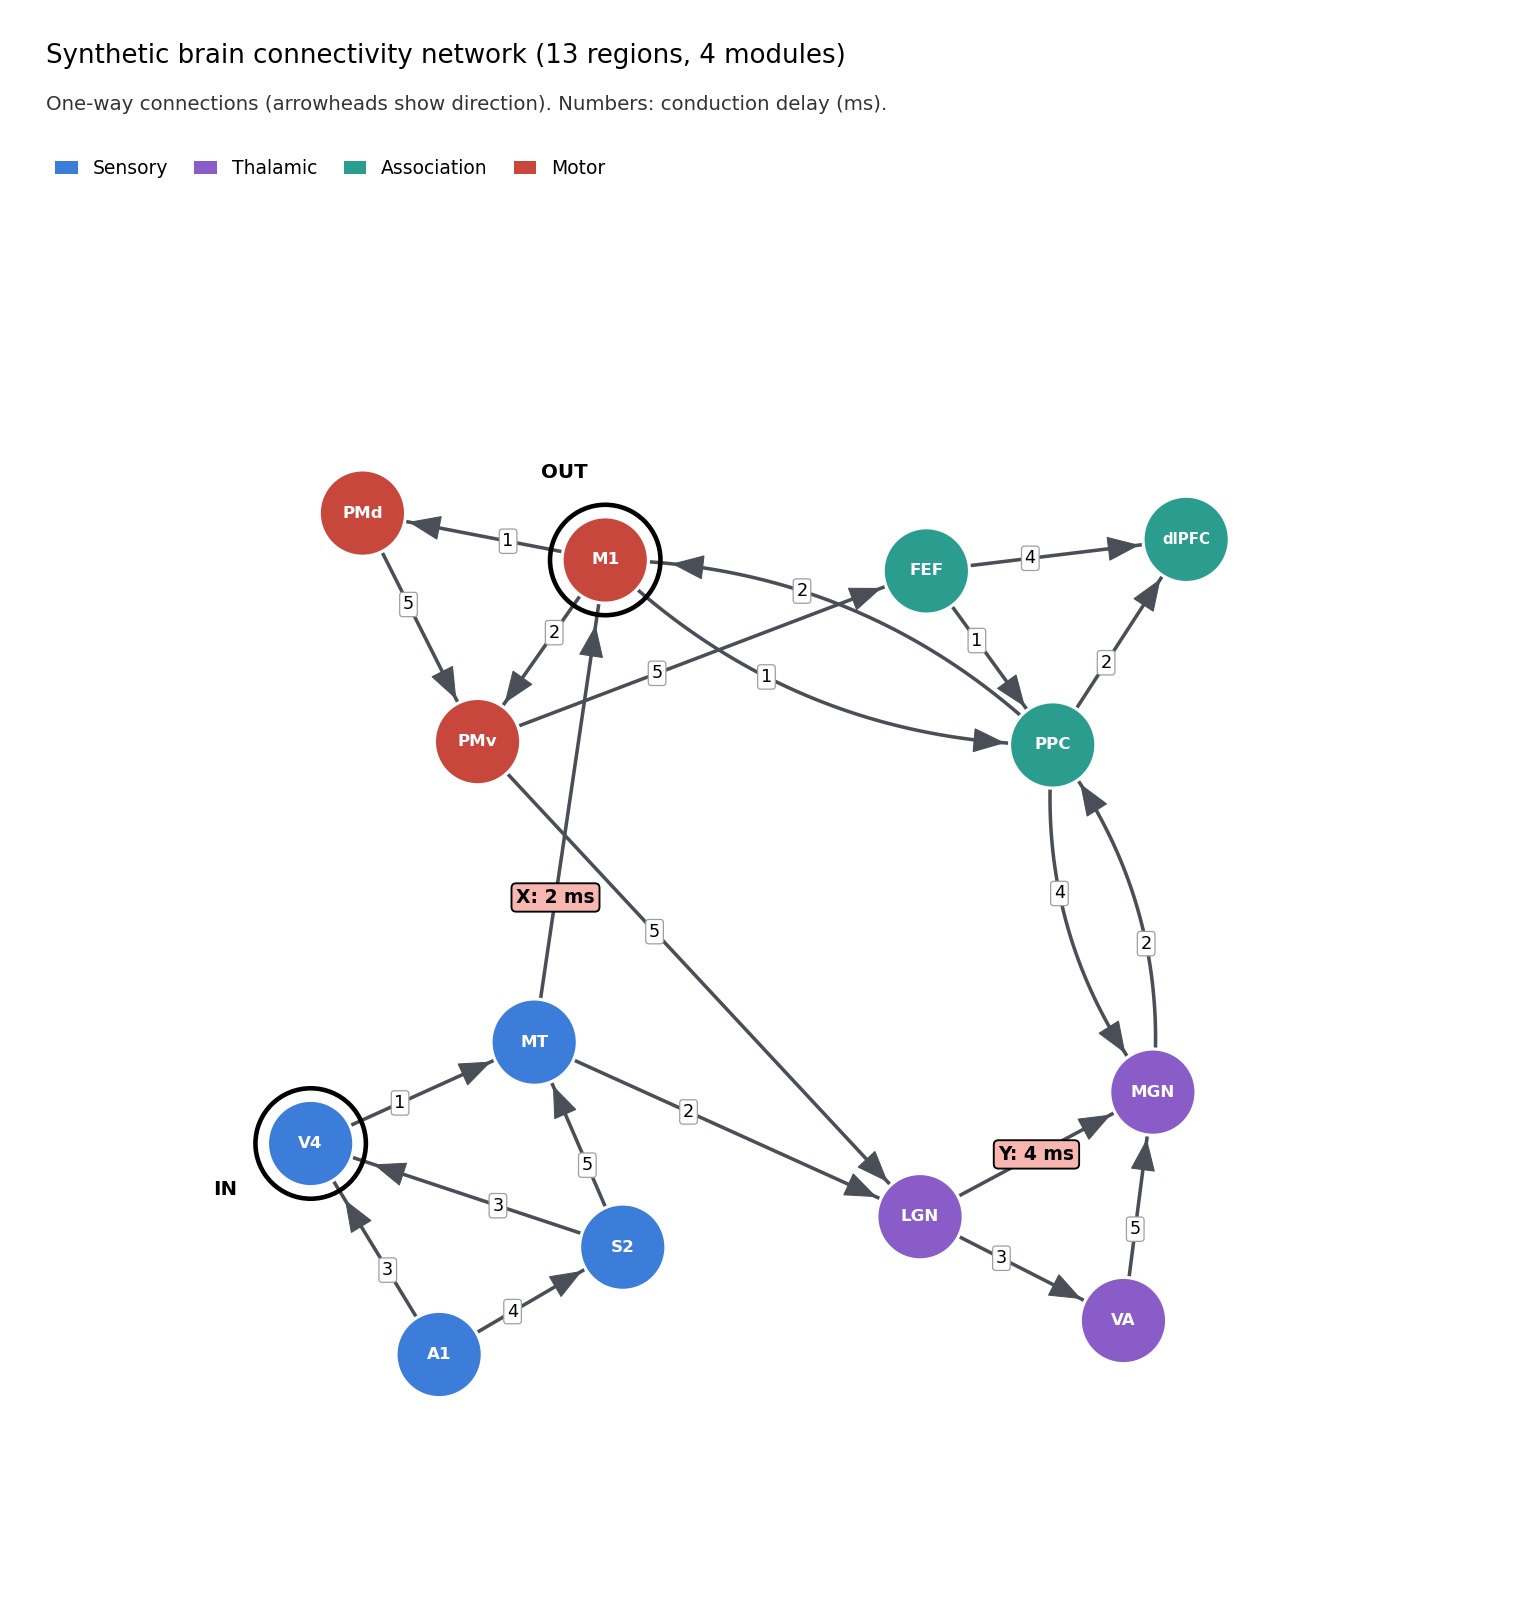 Synthetic brain connectivity network (13 regions, 4 modules)
One-way connections (arrowheads show direction). Numbers: conduction delay (ms).
Sensory Thalamic Association Motor
OUT
PMd
1
M1
FEF
4
dlPFC
2
5
2
1
2
5
1
PMv
PPC
X: 2 ms
4
5
2
MT
1
2
MGN
V4
Y: 4 ms
5
IN
3
LGN
5
S2
3
3
4
VA
A1